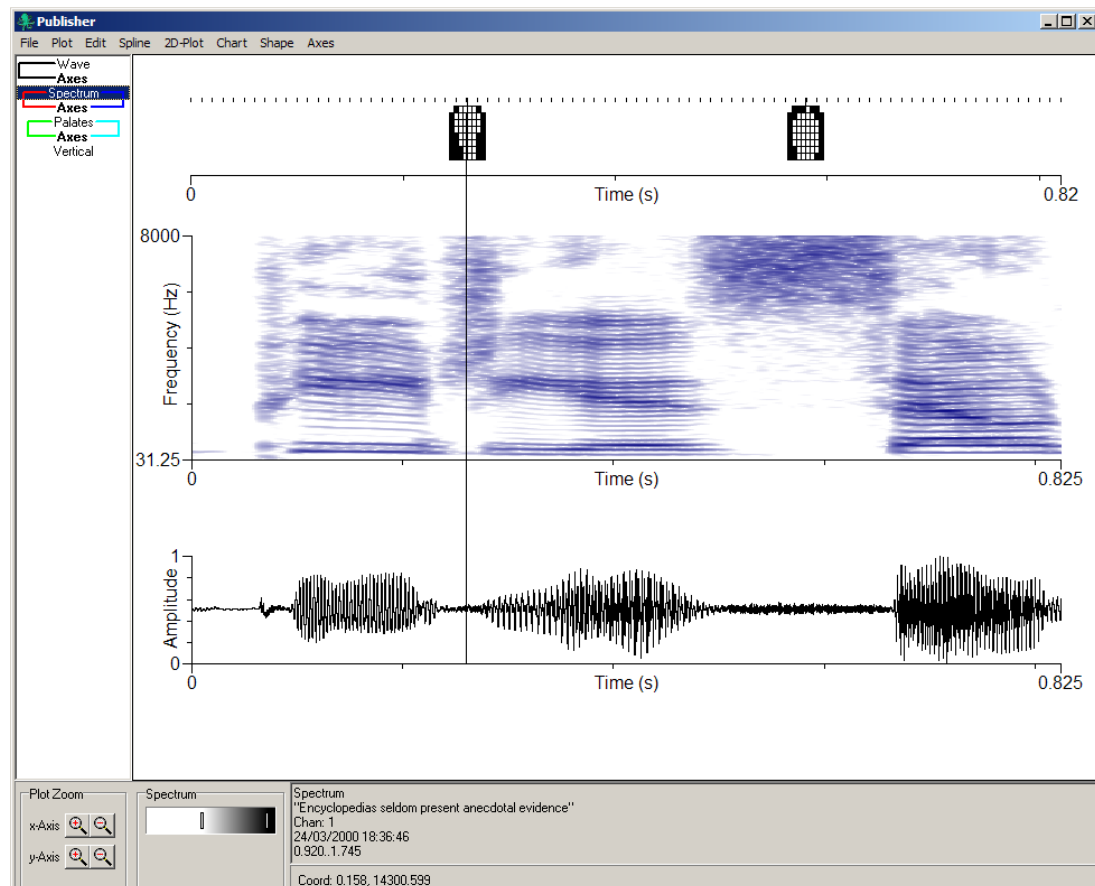 Publisher
File Plot Edit Spline 2D-Plot Chart Shape Axes
Wave
Axes
Spectrum
Axes
Palates
Axes
Vertical
0 Time (s) 0.82
8000
Frequency (Hz)
31.25
0 Time (s) 0.825
1
Amplitude
0
0 Time (s) 0.825
Plot Zoom
x-Axis
y-Axis
Spectrum
Spectrum
"Encyclopedias seldom present anecdotal evidence"
Chan: 1
24/03/2000 18:36:46
0.920..1.745
Coord: 0.158, 14300.599